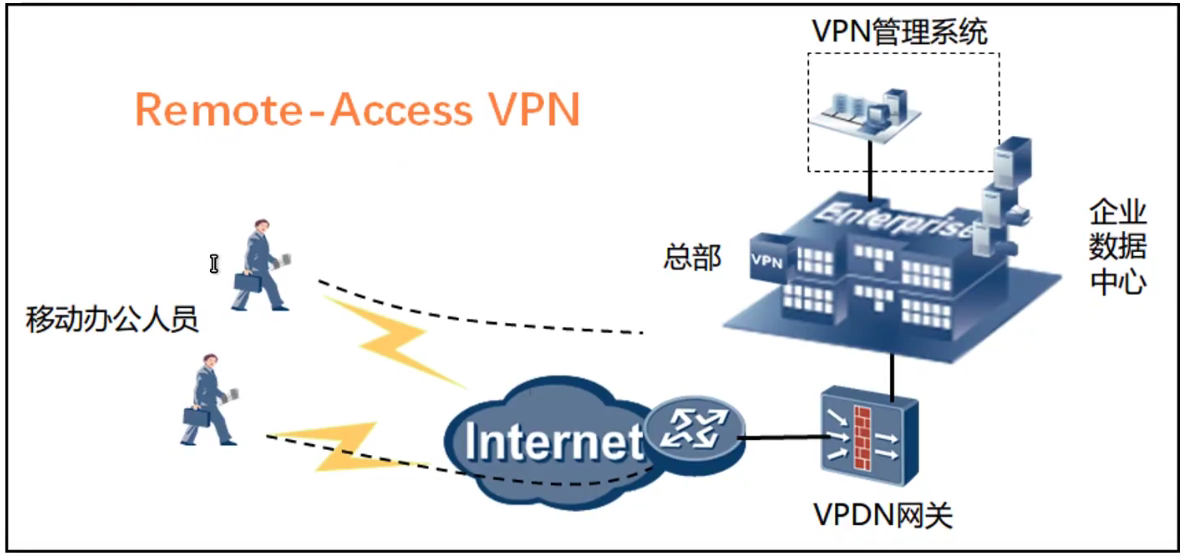 VPN管理系统
Remote-Access VPN
Enterprise
企业
数据
中心
总部
VPN
移动办公人员
Internet
VPDN网关